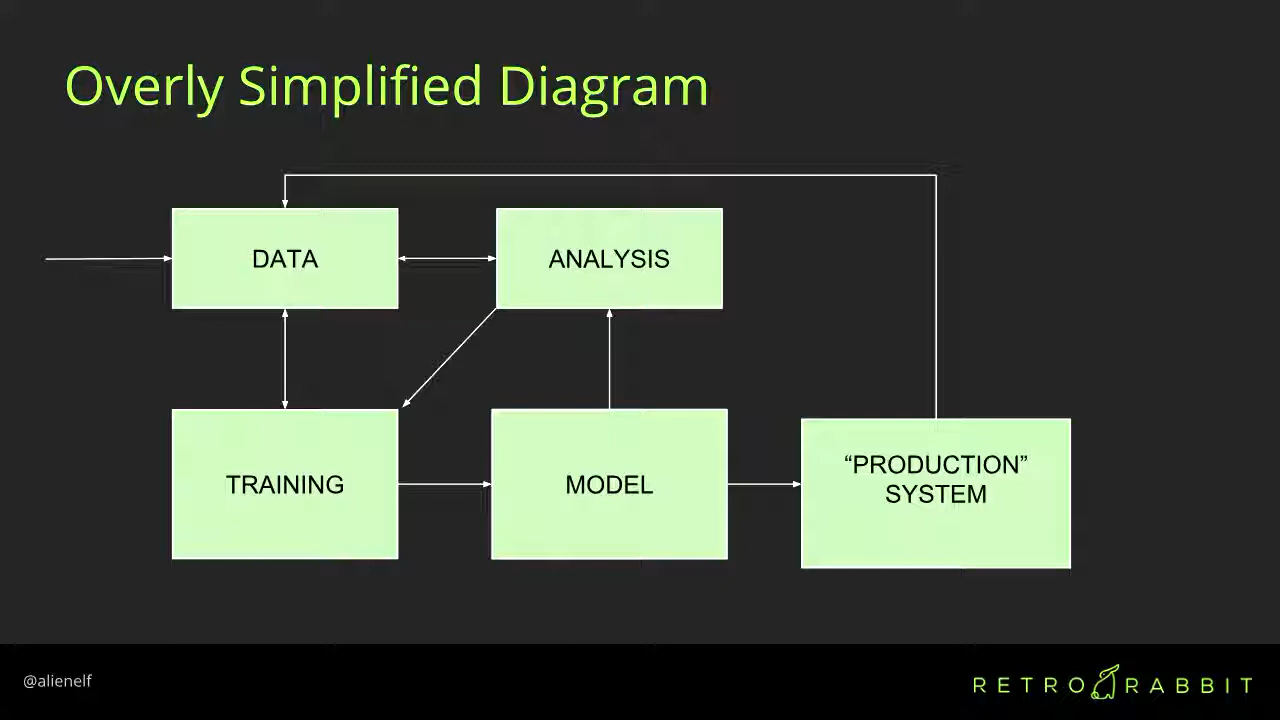 Overly Simplified Diagram
DATA
ANALYSIS
TRAINING
MODEL
“PRODUCTION”
SYSTEM
@alienelf
RETRO RABBIT